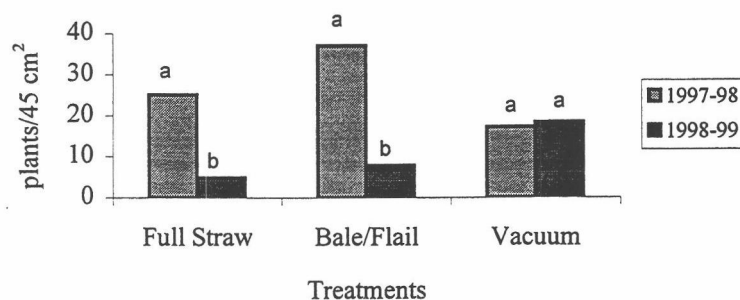 plants/45 cm²
40
30
20
10
0
a
b
a
b
a
a
Full Straw
Bale/Flail
Vacuum
Treatments
1997-98
1998-99